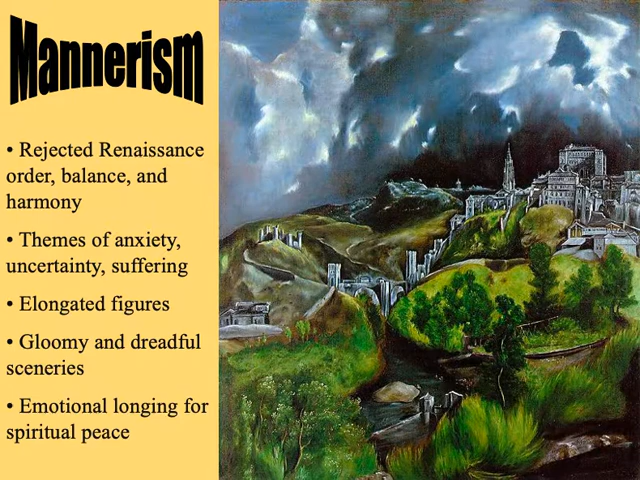 Mannerism
• Rejected Renaissance
order, balance, and
harmony
• Themes of anxiety,
uncertainty, suffering
• Elongated figures
• Gloomy and dreadful
sceneries
• Emotional longing for
spiritual peace